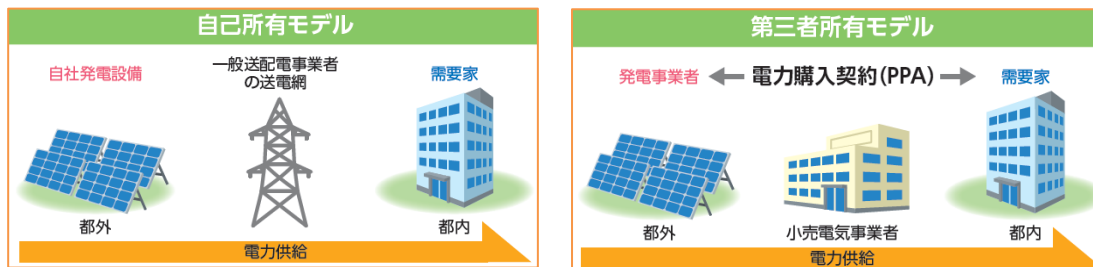 自己所有モデル
自社発電設備
一般送配電事業者
の送電網
需要家
都外
都内
電力供給
第三者所有モデル
発電事業者
電力購入契約(PPA)
需要家
都外
小売電気事業者
都内
電力供給